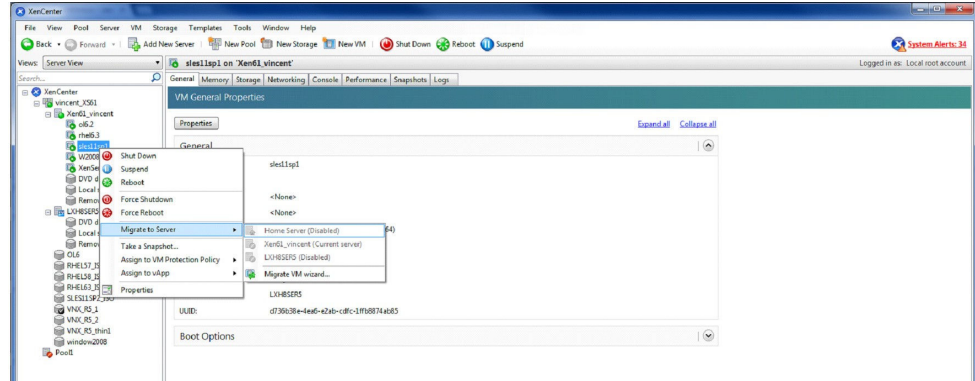 XenCenter
File View Pool Server VM Storage Templates Tools Window Help
Back Forward Add New Server New Pool New Storage New VM Shut Down Reboot Suspend System Alerts: 34
Views: Server View sles11sp1 on 'Xen61_vincent' Logged in as: Local root account
Search... General Memory Storage Networking Console Performance Snapshots Logs
XenCenter
vincent_XS61
Xen61_vincent
ol6.2
rhel6.3
sles11sp1
W2008
XenSer
DVD d
Local s
Remov
LXH8SER5
DVD d
Local s
Remov
OL6
RHEL57_IS
RHEL58_IS
RHEL63_IS
SLES11SP2_ISO
VNX_R5_1
VNX_R5_2
VNX_R5_thin1
window2008
Pool1
VM General Properties
Properties Expand all Collapse all
General
sles11sp1
<None>
<None>
64)
LXH8SER5
UUID: d736b38e-4ea6-e2ab-cdfc-1ffb8874ab85
Boot Options
Shut Down
Suspend
Reboot
Force Shutdown
Force Reboot
Migrate to Server
Take a Snapshot...
Assign to VM Protection Policy
Assign to vApp
Properties
Home Server (Disabled)
Xen61_vincent (Current server)
LXH8SER5 (Disabled)
Migrate VM wizard...